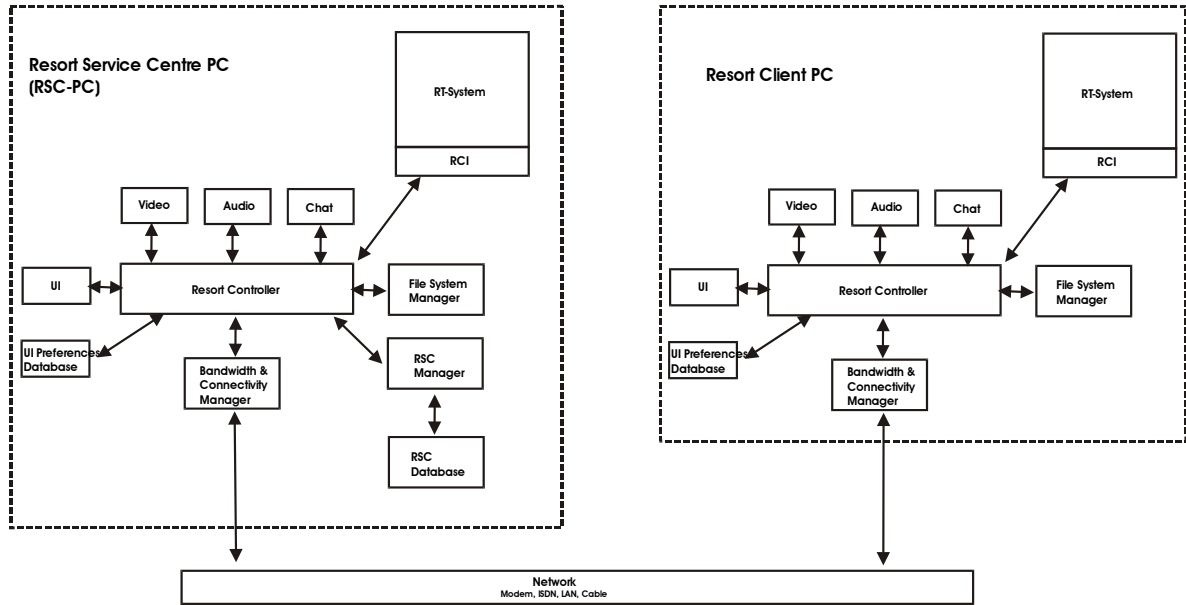 Resort Service Centre PC
(RSC-PC)
RT-System
RCI
Video
Audio
Chat
UI
Resort Controller
File System
Manager
UI Preferences
Database
Bandwidth &
Connectivity
Manager
RSC
Manager
RSC
Database
Resort Client PC
RT-System
RCI
Video
Audio
Chat
UI
Resort Controller
File System
Manager
UI Preferences
Database
Bandwidth &
Connectivity
Manager
Network
Modem, ISDN, LAN, Cable